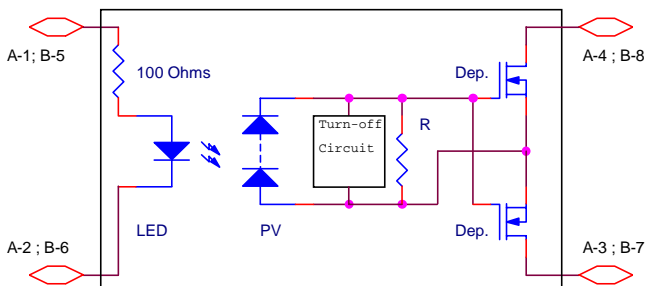 A-1; B-5
100 Ohms
Dep.
A-4 ; B-8
Turn-off
Circuit
R
A-2 ; B-6
LED
PV
Dep.
A-3 ; B-7